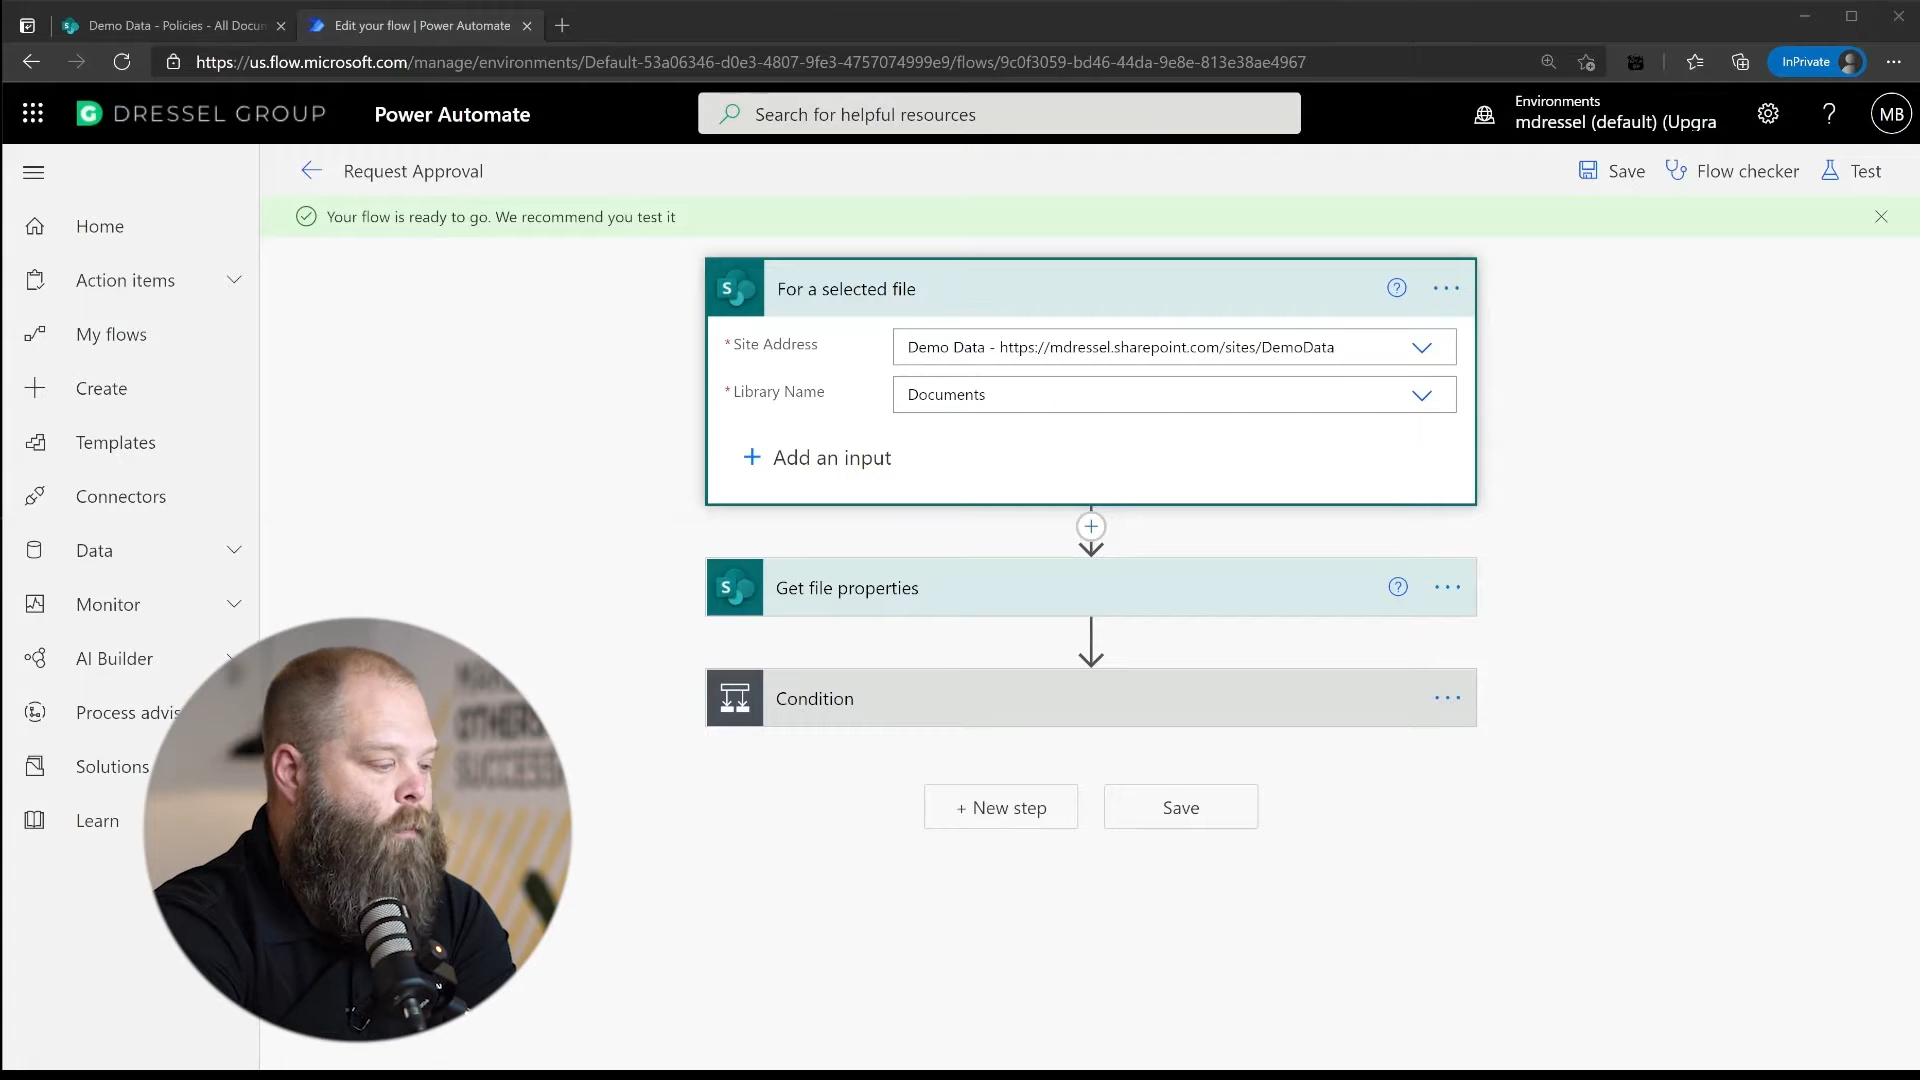 Demo Data - Policies - All Docun
Edit your flow | Power Automate
https://us.flow.microsoft.com/manage/environments/Default-53a06346-d0e3-4807-9fe3-4757074999e9/flows/9c0f3059-bd46-44da-9e8e-813e38ae4967
InPrivate
DRESSEL GROUP
Power Automate
Search for helpful resources
Environments
mdressel (default) (Upgra
MB
Request Approval
Save
Flow checker
Test
Your flow is ready to go. We recommend you test it
Home
Action items
My flows
Create
Templates
Connectors
Data
Monitor
AI Builder
Process advis
Solutions
Learn
S
For a selected file
* Site Address
Demo Data - https://mdressel.sharepoint.com/sites/DemoData
* Library Name
Documents
+ Add an input
S
Get file properties
Condition
+ New step
Save
OTHERS
SUCCESS